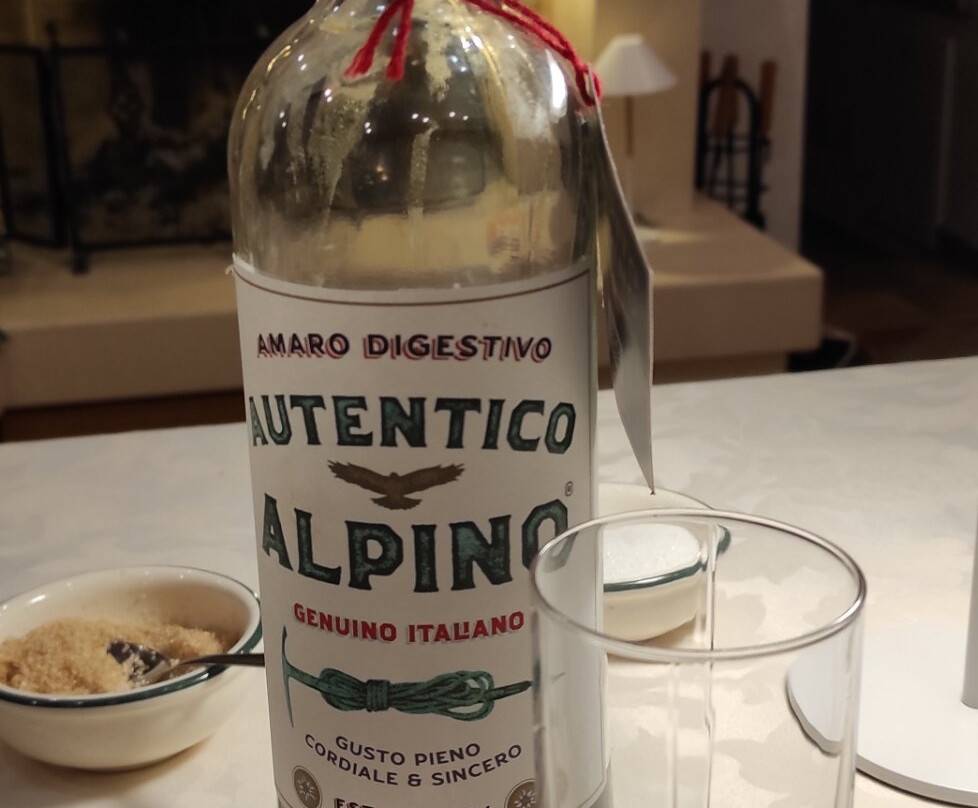 AMARO DIGESTIVO
AUTENTICO
ALPINO®
GENUINO ITALIANO
GUSTO PIENO
CORDIALE & SINCERO